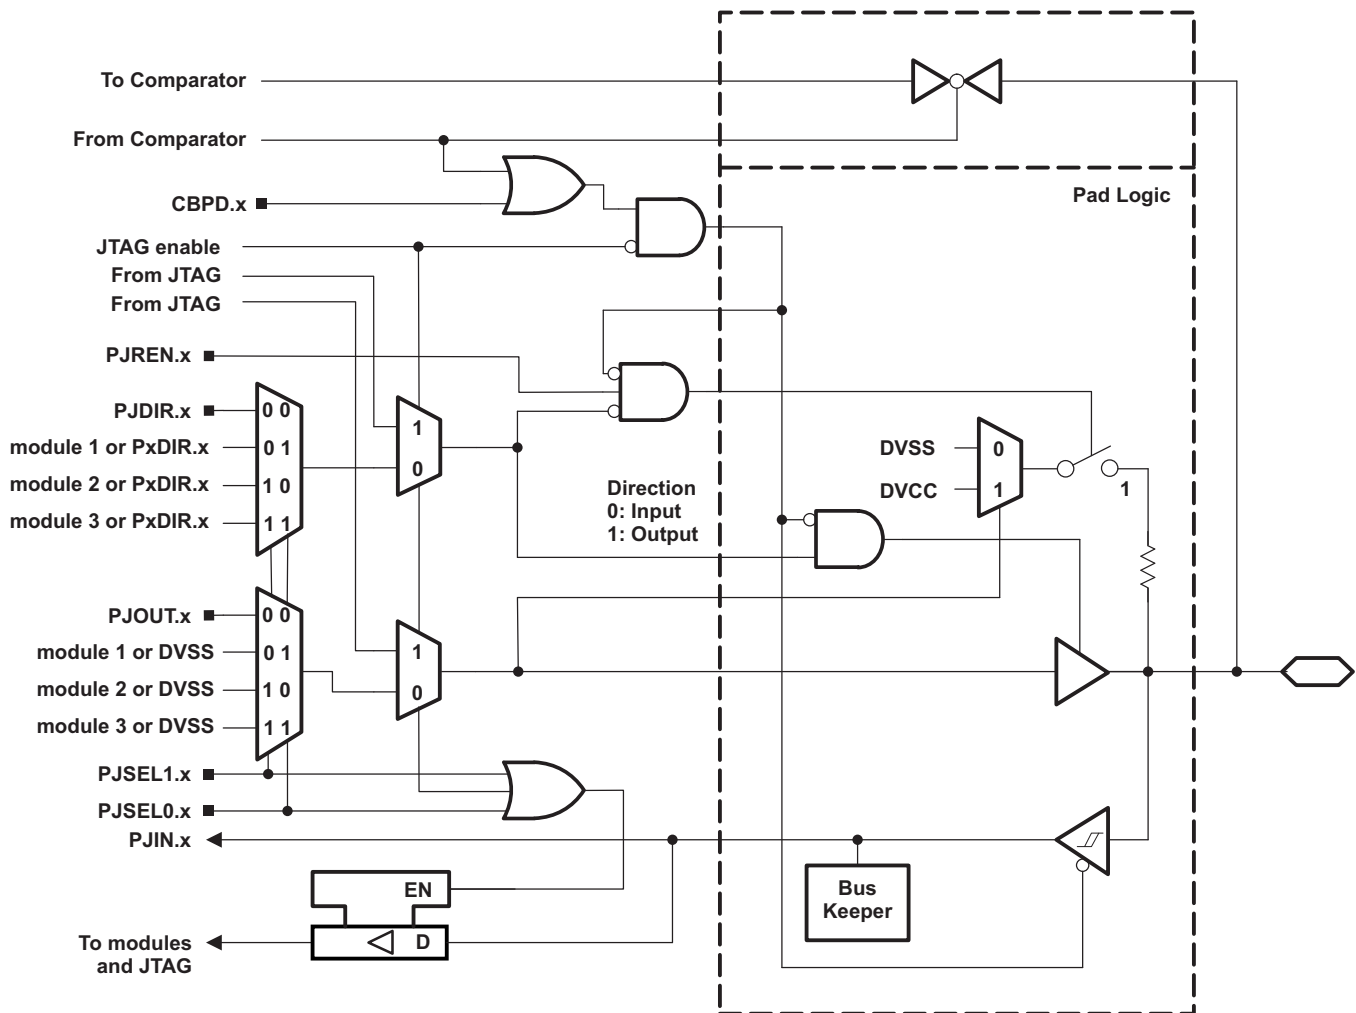 To Comparator
From Comparator
Pad Logic
CBPD.x
JTAG enable
From JTAG
From JTAG
PJREN.x
PJDIR.x
0 0
module 1 or PxDIR.x
0 1
module 2 or PxDIR.x
1 0
module 3 or PxDIR.x
1 1
1
0
DVSS
0
DVCC
1
1
Direction
0: Input
1: Output
PJOUT.x
0 0
module 1 or DVSS
0 1
module 2 or DVSS
1 0
module 3 or DVSS
1 1
1
0
PJSEL1.x
PJSEL0.x
PJIN.x
EN
D
Bus
Keeper
To modules
and JTAG